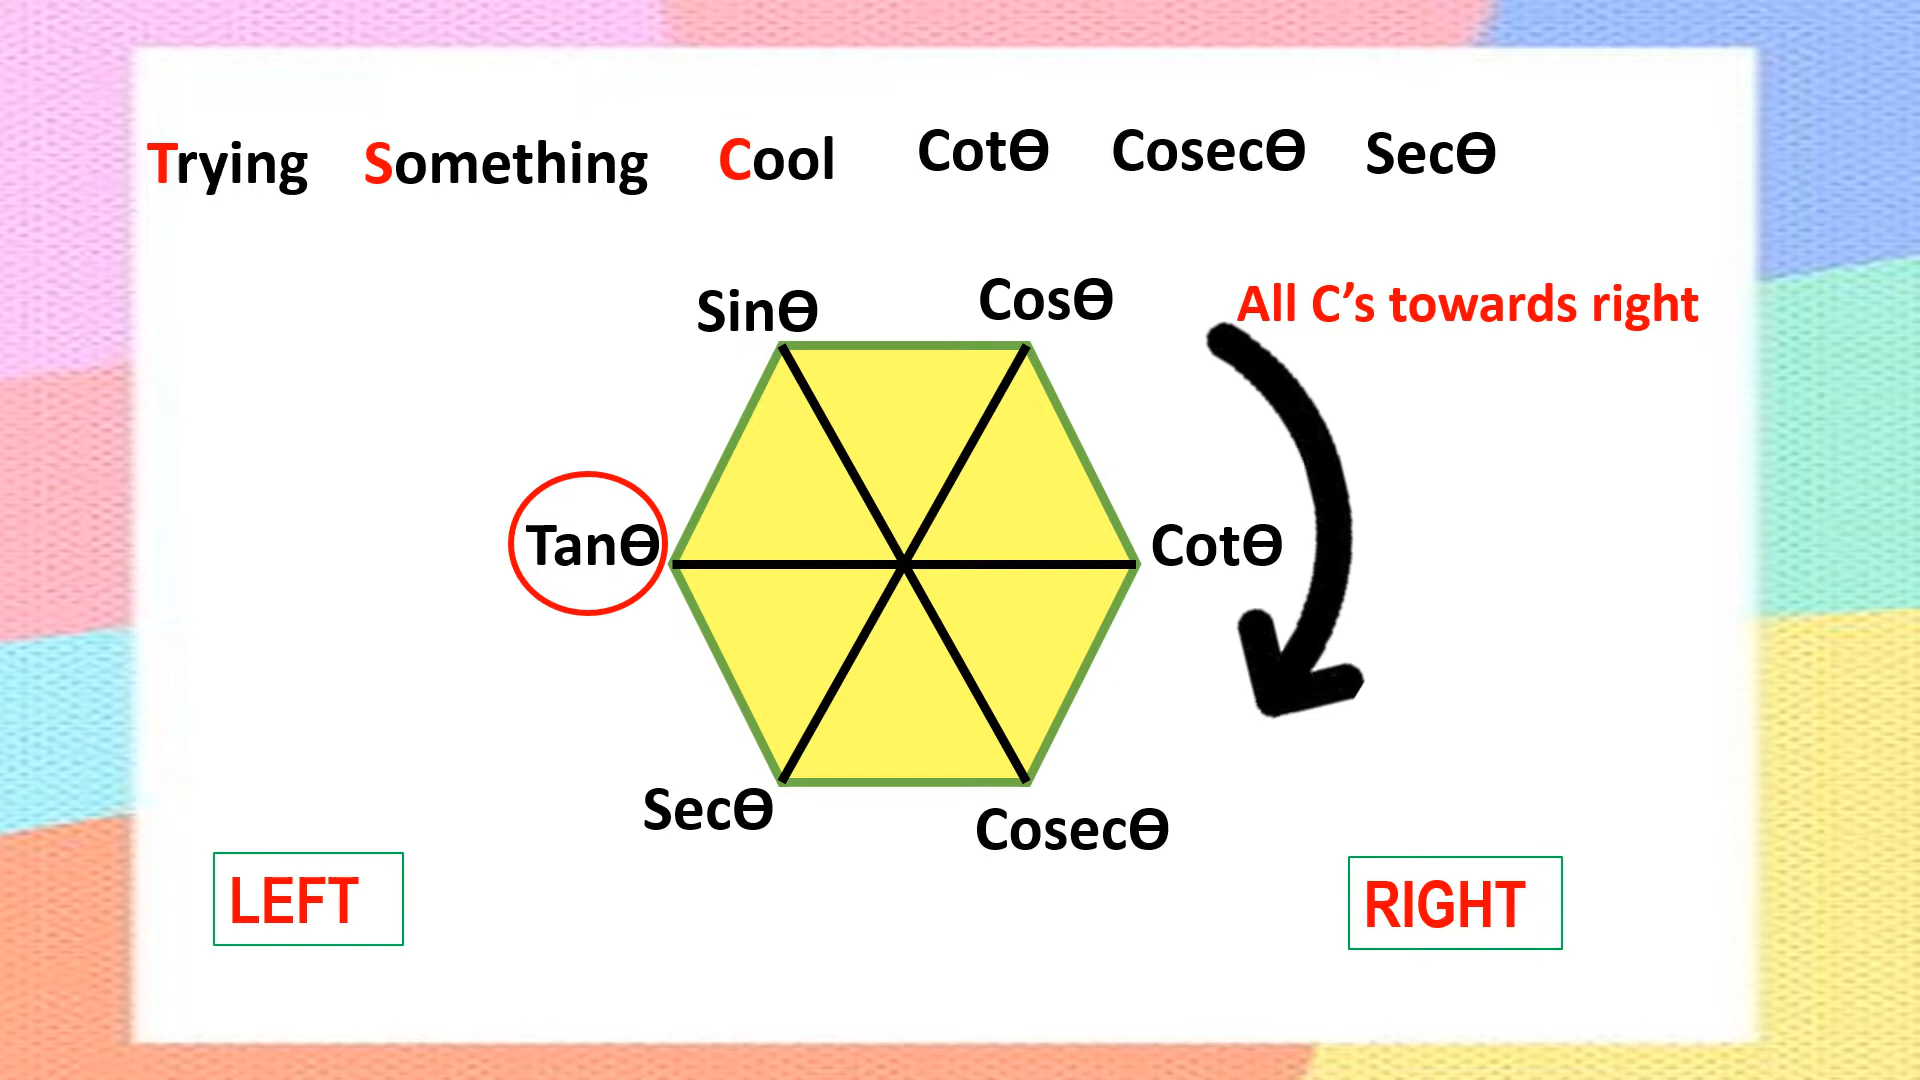 Trying Something Cool Cotϴ Cosecϴ Secϴ
Sinϴ Cosϴ All C’s towards right
Tanϴ Cotϴ
Secϴ Cosecϴ
LEFT RIGHT